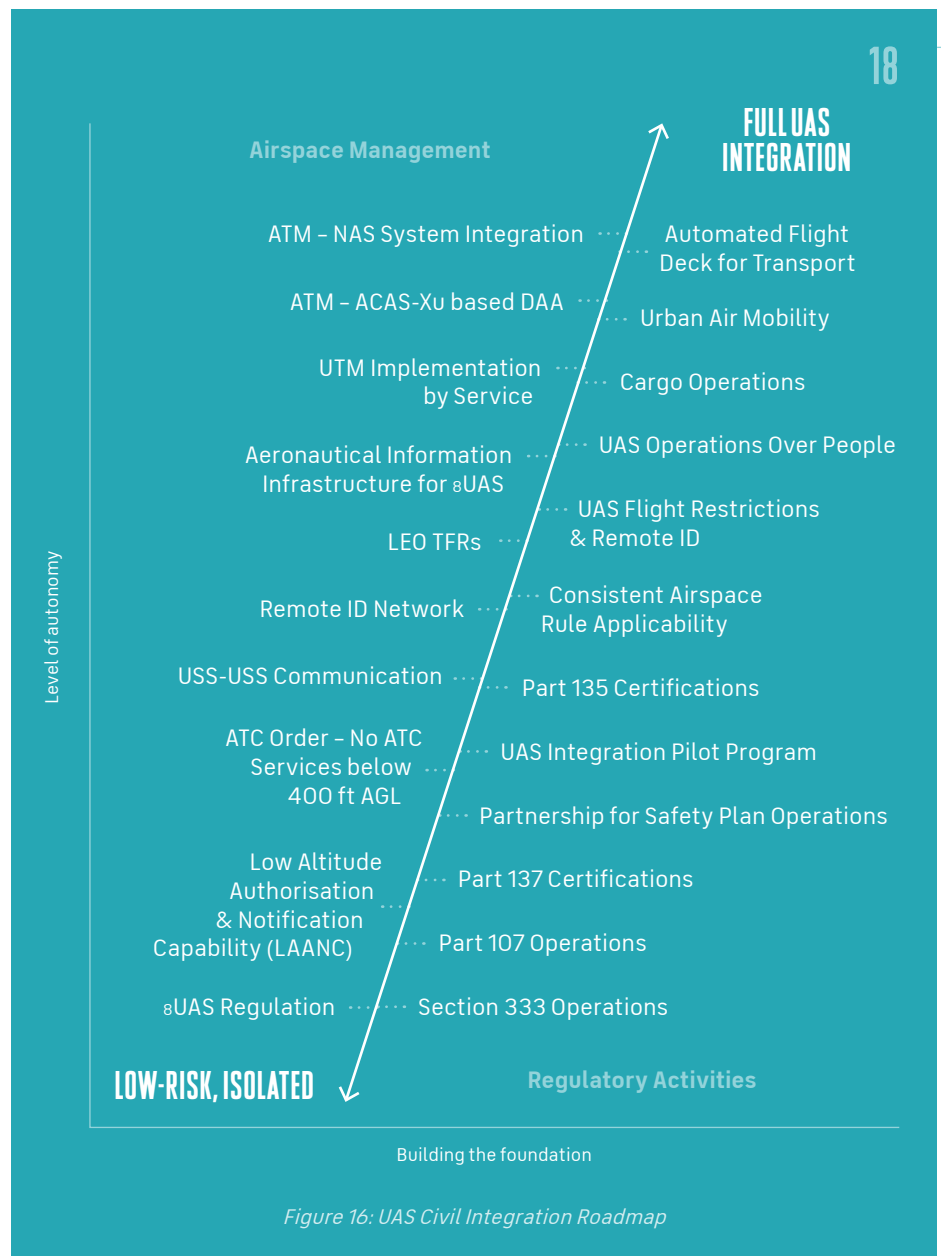 18
FULL UAS
INTEGRATION
Airspace Management
ATM – NAS System Integration
ATM – ACAS-Xu based DAA
UTM Implementation
by Service
Aeronautical Information
Infrastructure for 8UAS
LEO TFRs
Remote ID Network
USS-USS Communication
ATC Order – No ATC
Services below
400 ft AGL
Low Altitude
Authorisation
& Notification
Capability (LAANC)
8UAS Regulation
Automated Flight
Deck for Transport
Urban Air Mobility
Cargo Operations
UAS Operations Over People
UAS Flight Restrictions
& Remote ID
Consistent Airspace
Rule Applicability
Part 135 Certifications
UAS Integration Pilot Program
Partnership for Safety Plan Operations
Part 137 Certifications
Part 107 Operations
Section 333 Operations
Level of autonomy
LOW-RISK, ISOLATED
Regulatory Activities
Building the foundation
Figure 16: UAS Civil Integration Roadmap